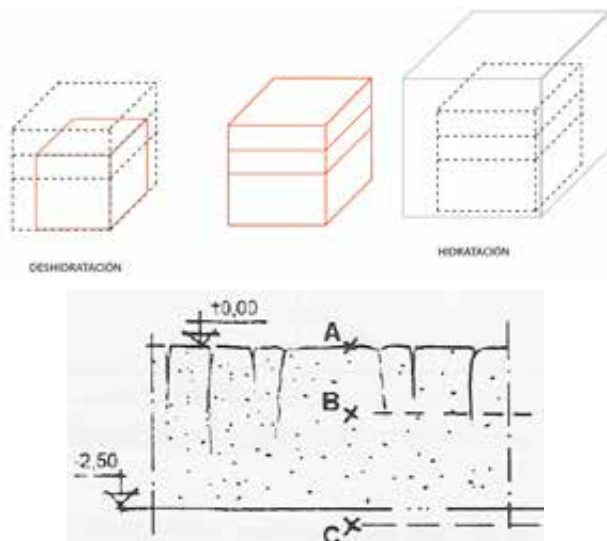 DESHIDRATACIÓN
HIDRATACIÓN
±0,00
A
B
-2,50
C